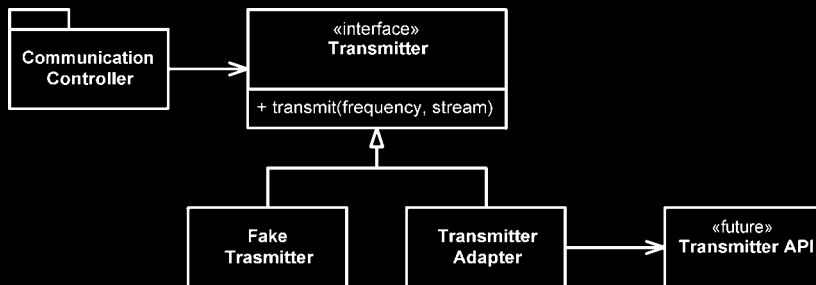 Communication
Controller
«interface»
Transmitter
+ transmit(frequency, stream)
Fake
Trasmitter
Transmitter
Adapter
«future»
Transmitter API